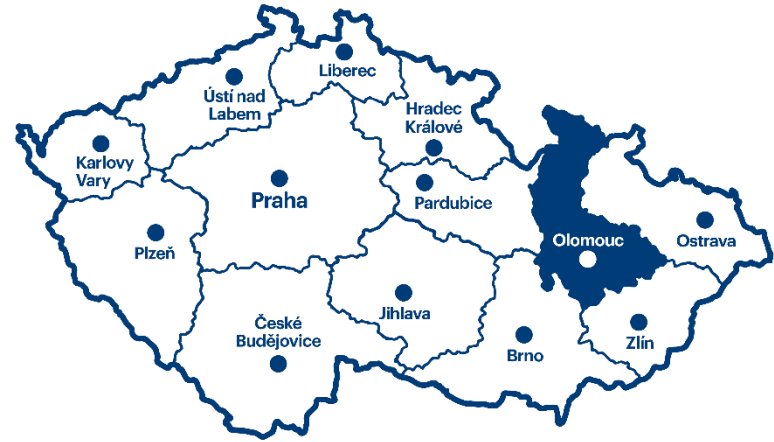 Liberec
Ústí nad
Labem
Hradec
Králové
Karlovy
Vary
Praha
Pardubice
Plzeň
Olomouc
Ostrava
České
Budějovice
Jihlava
Brno
Zlín